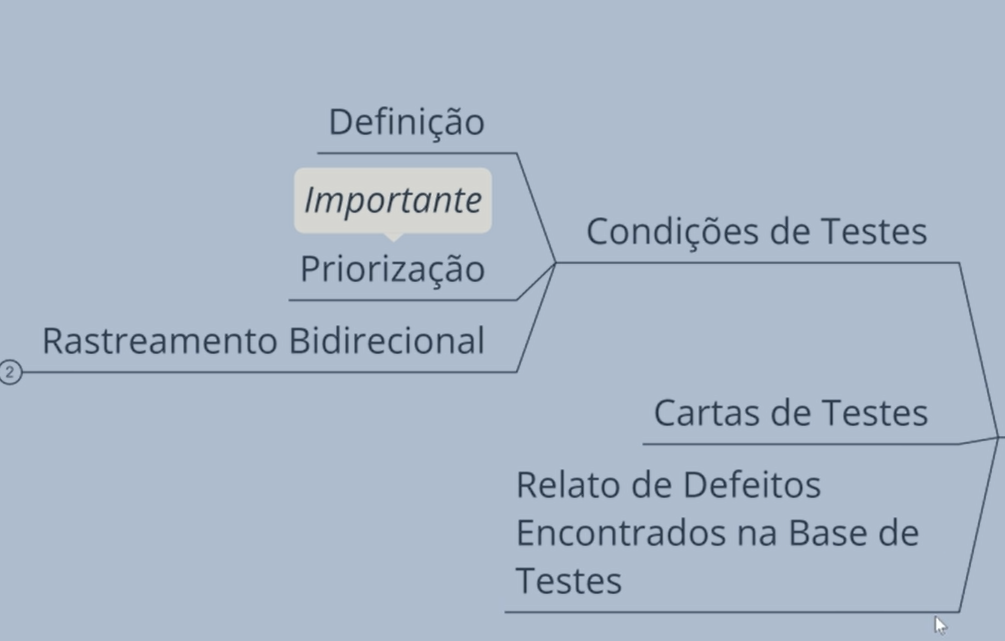 Definição
Importante
Priorização
Rastreamento Bidirecional
2
Condições de Testes
Cartas de Testes
Relato de Defeitos
Encontrados na Base de
Testes